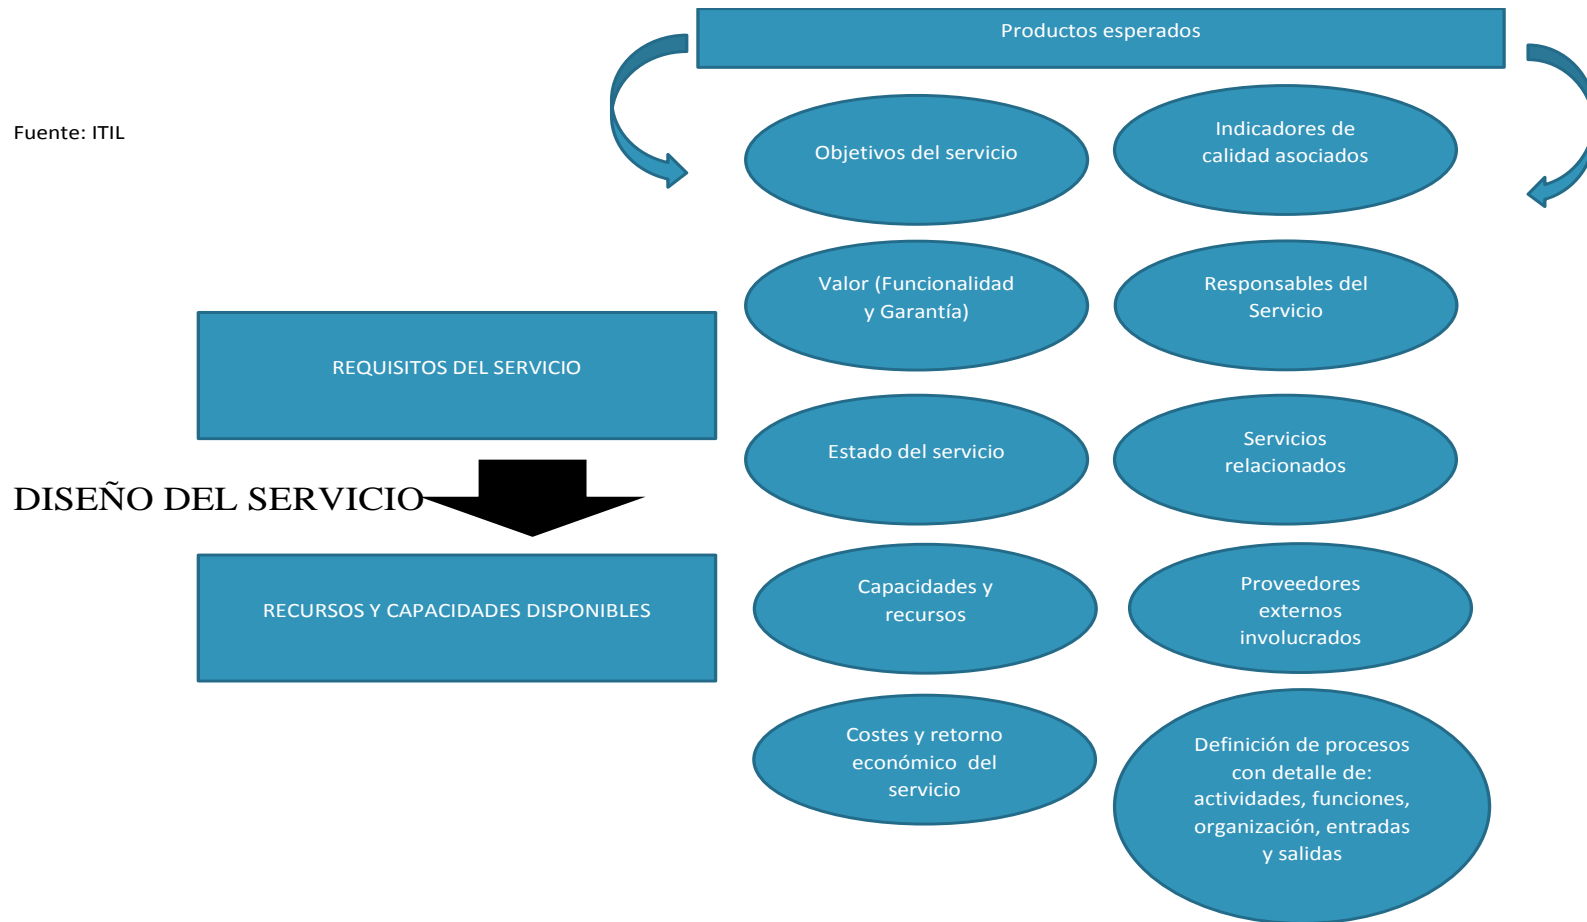 Productos esperados
Fuente: ITIL
Objetivos del servicio
Indicadores de
calidad asociados
Valor (Funcionalidad
y Garantía)
Responsables del
Servicio
REQUISITOS DEL SERVICIO
Estado del servicio
Servicios
relacionados
DISEÑO DEL SERVICIO
RECURSOS Y CAPACIDADES DISPONIBLES
Capacidades y
recursos
Proveedores
externos
involucrados
Costes y retorno
económico  del
servicio
Definición de procesos
con detalle de:
actividades, funciones,
organización, entradas
y salidas